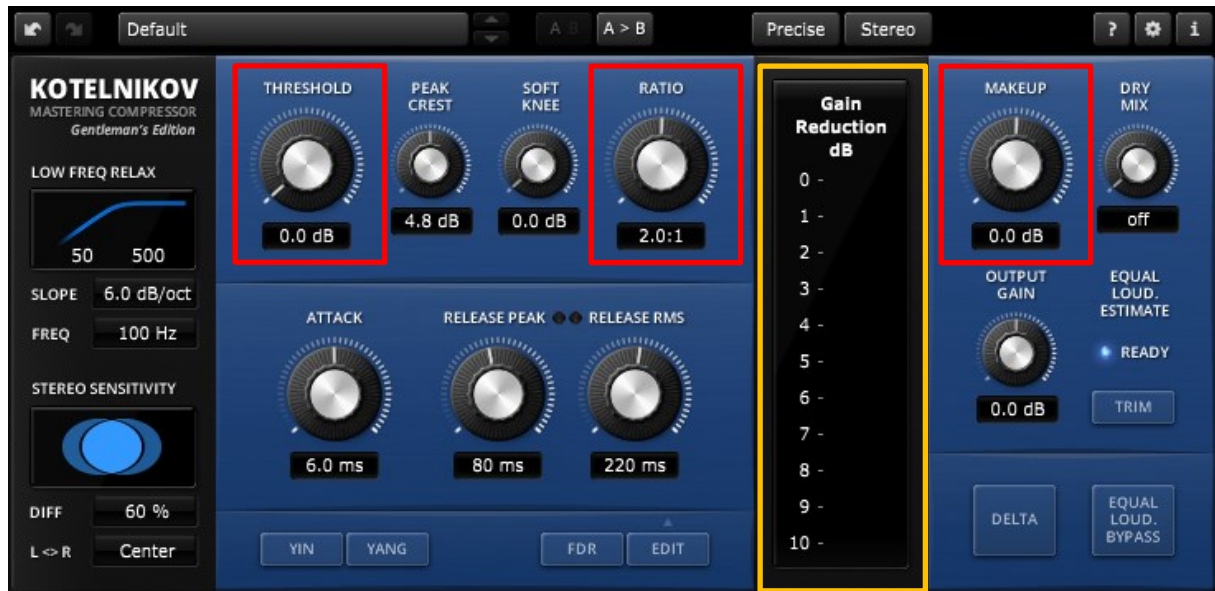 Default
A B
A > B
Precise
Stereo
?
i
KOTELNIKOV
MASTERING COMPRESSOR
Gentleman's Edition
LOW FREQ RELAX
50 500
SLOPE 6.0 dB/oct
FREQ 100 Hz
STEREO SENSITIVITY
DIFF 60 %
L <> R Center
THRESHOLD
0.0 dB
PEAK
CREST
4.8 dB
SOFT
KNEE
0.0 dB
RATIO
2.0:1
ATTACK
6.0 ms
RELEASE PEAK
80 ms
RELEASE RMS
220 ms
YIN
YANG
FDR
EDIT
Gain
Reduction
dB
0 -
1 -
2 -
3 -
4 -
5 -
6 -
7 -
8 -
9 -
10 -
MAKEUP
0.0 dB
DRY
MIX
off
OUTPUT
GAIN
0.0 dB
EQUAL
LOUD.
ESTIMATE
READY
TRIM
DELTA
EQUAL
LOUD.
BYPASS